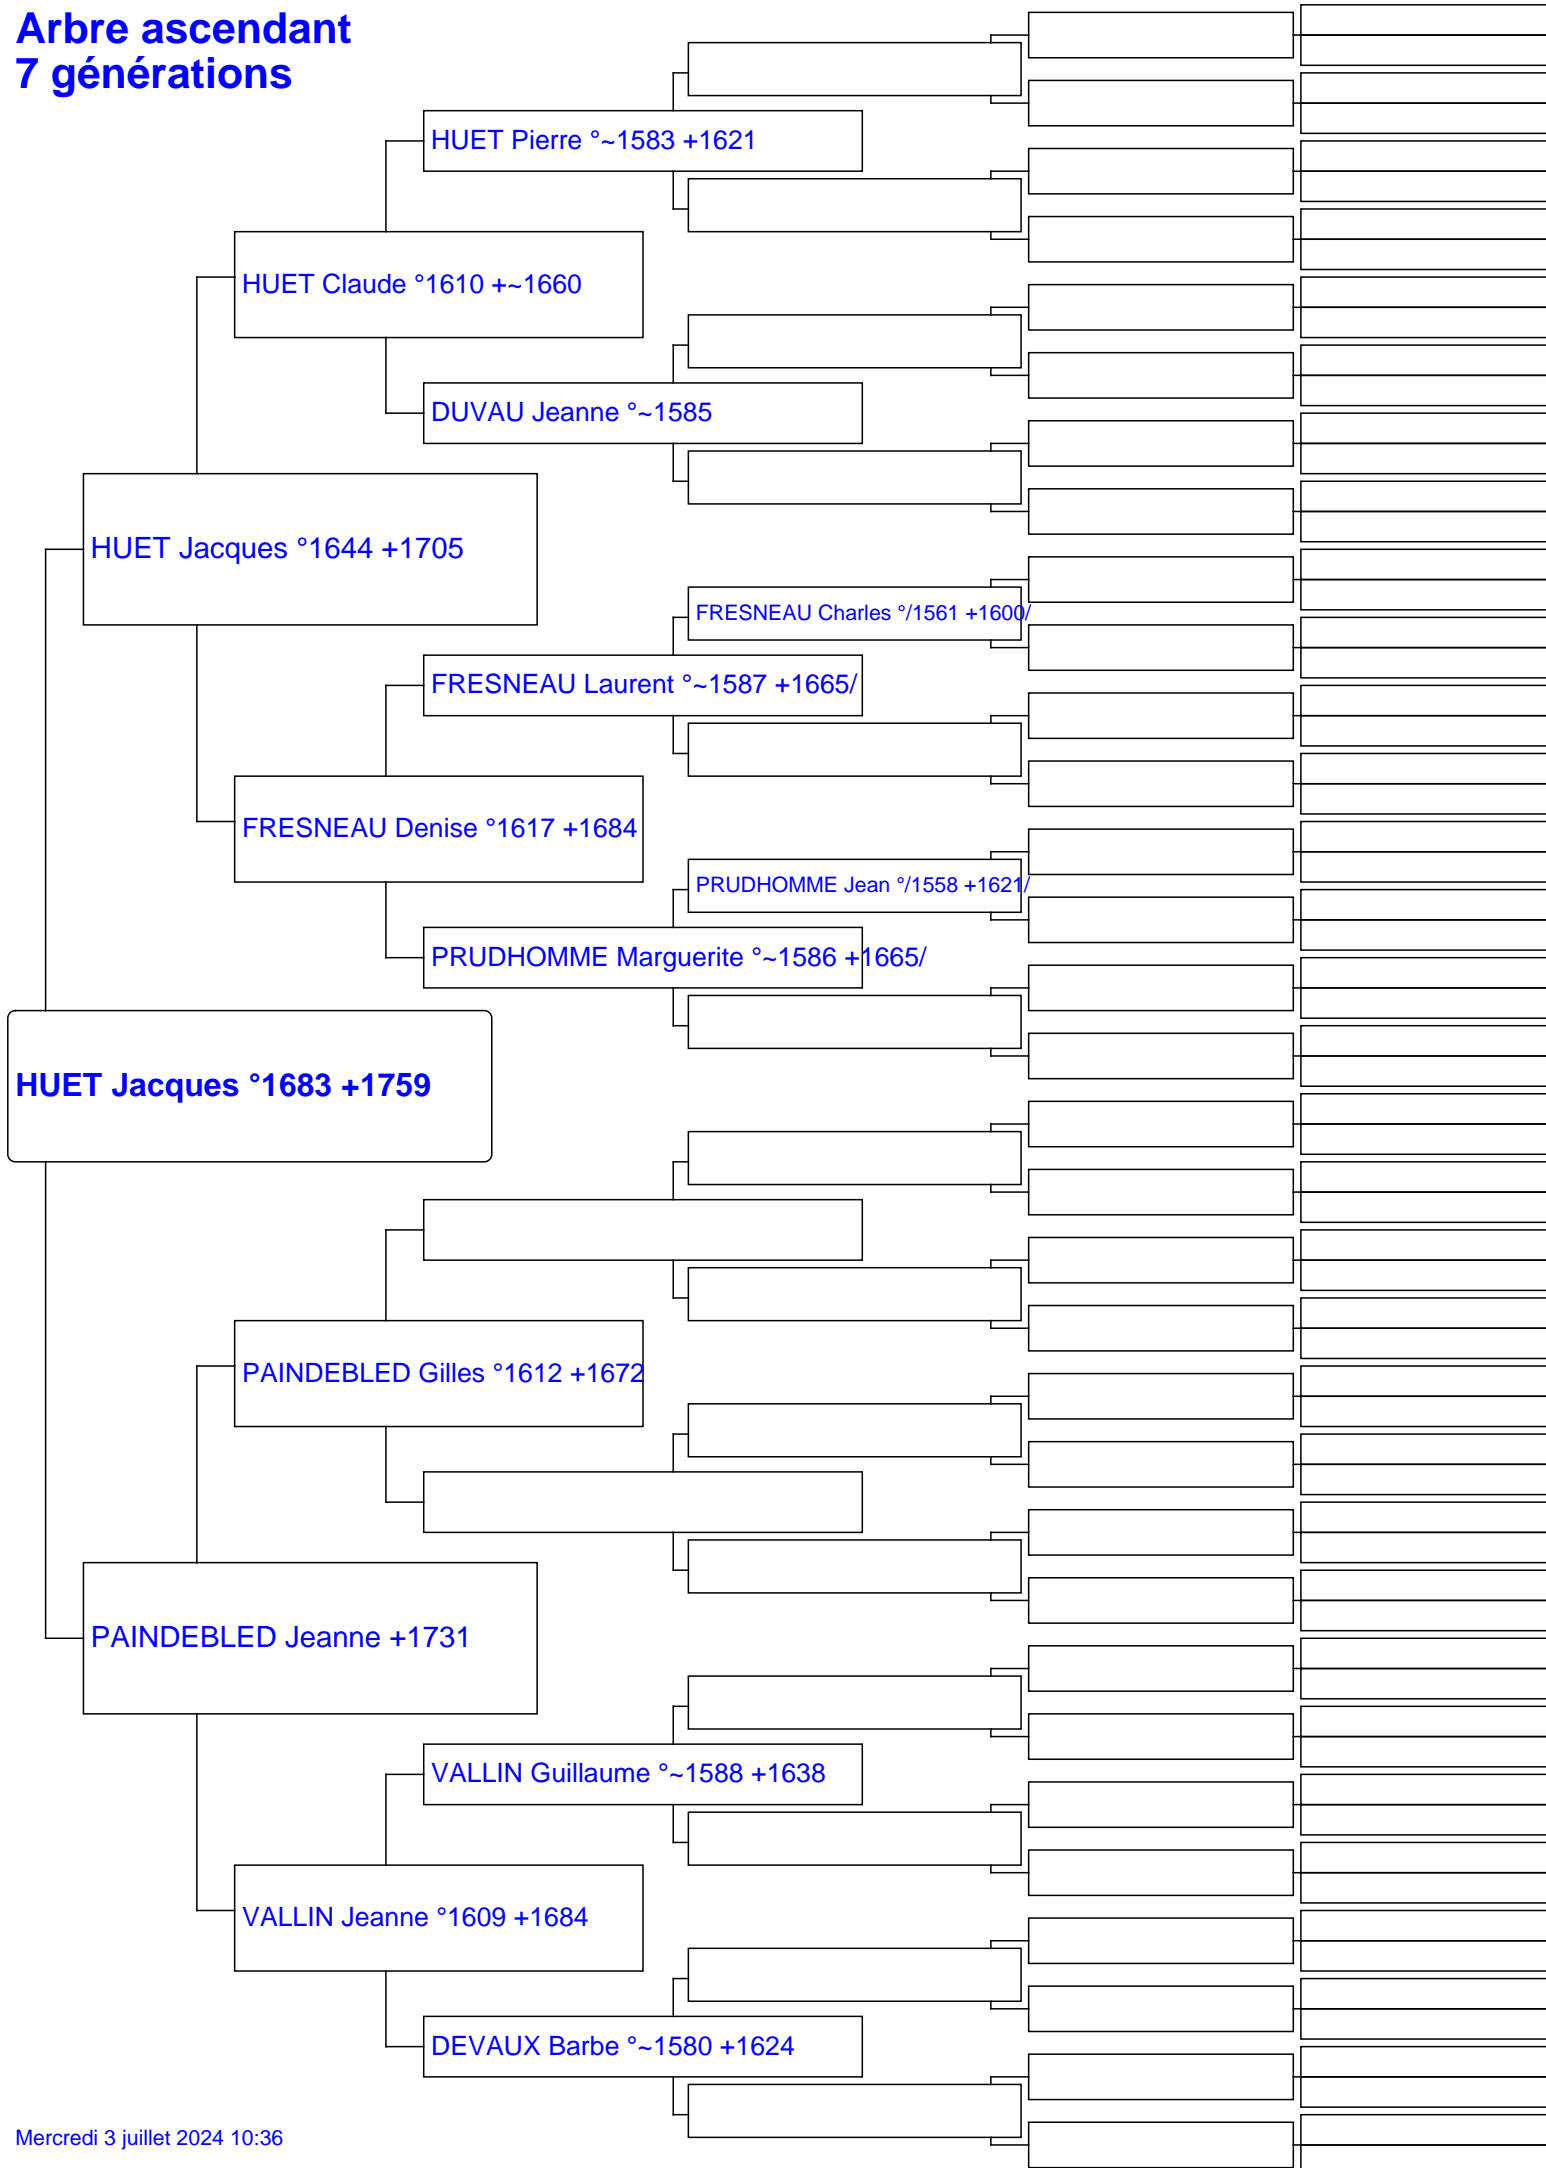 Arbre ascendant
7 générations
HUET Pierre °~1583 +1621
HUET Claude °1610 +~1660
DUVAU Jeanne °~1585
HUET Jacques °1644 +1705
FRESNEAU Charles °/1561 +1600/
FRESNEAU Laurent °~1587 +1665/
FRESNEAU Denise °1617 +1684
PRUDHOMME Jean °/1558 +1621/
PRUDHOMME Marguerite °~1586 +1665/
HUET Jacques °1683 +1759
PAINDEBLED Gilles °1612 +1672
PAINDEBLED Jeanne +1731
VALLIN Guillaume °~1588 +1638
VALLIN Jeanne °1609 +1684
DEVAUX Barbe °~1580 +1624
Mercredi 3 juillet 2024 10:36